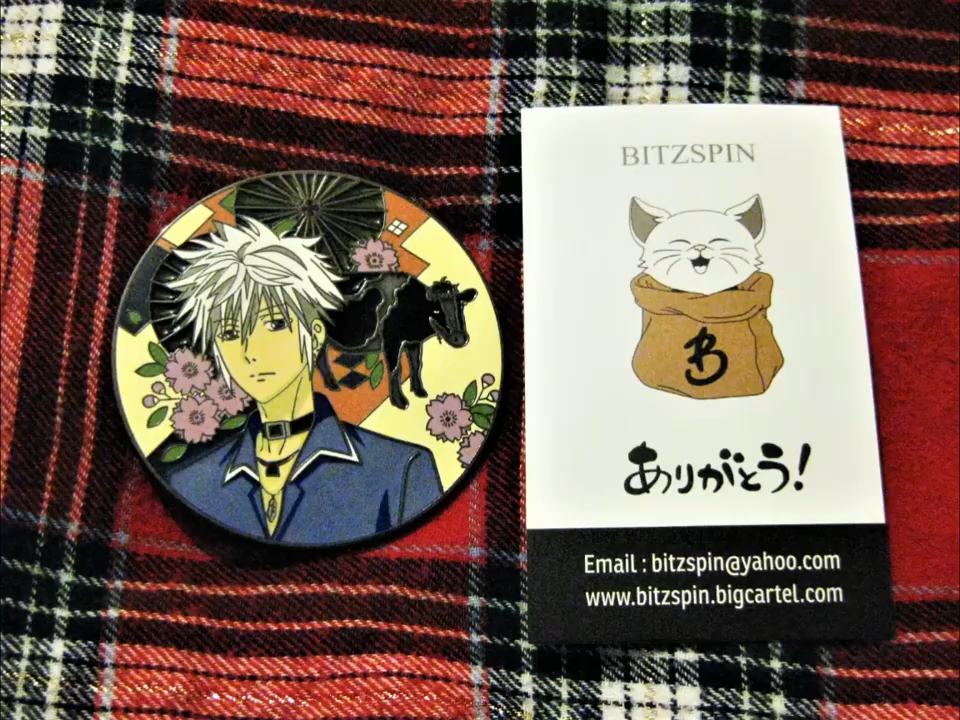 BITZSPIN
B
ありがとう!
Email : bitzspin@yahoo.com
www.bitzspin.bigcartel.com